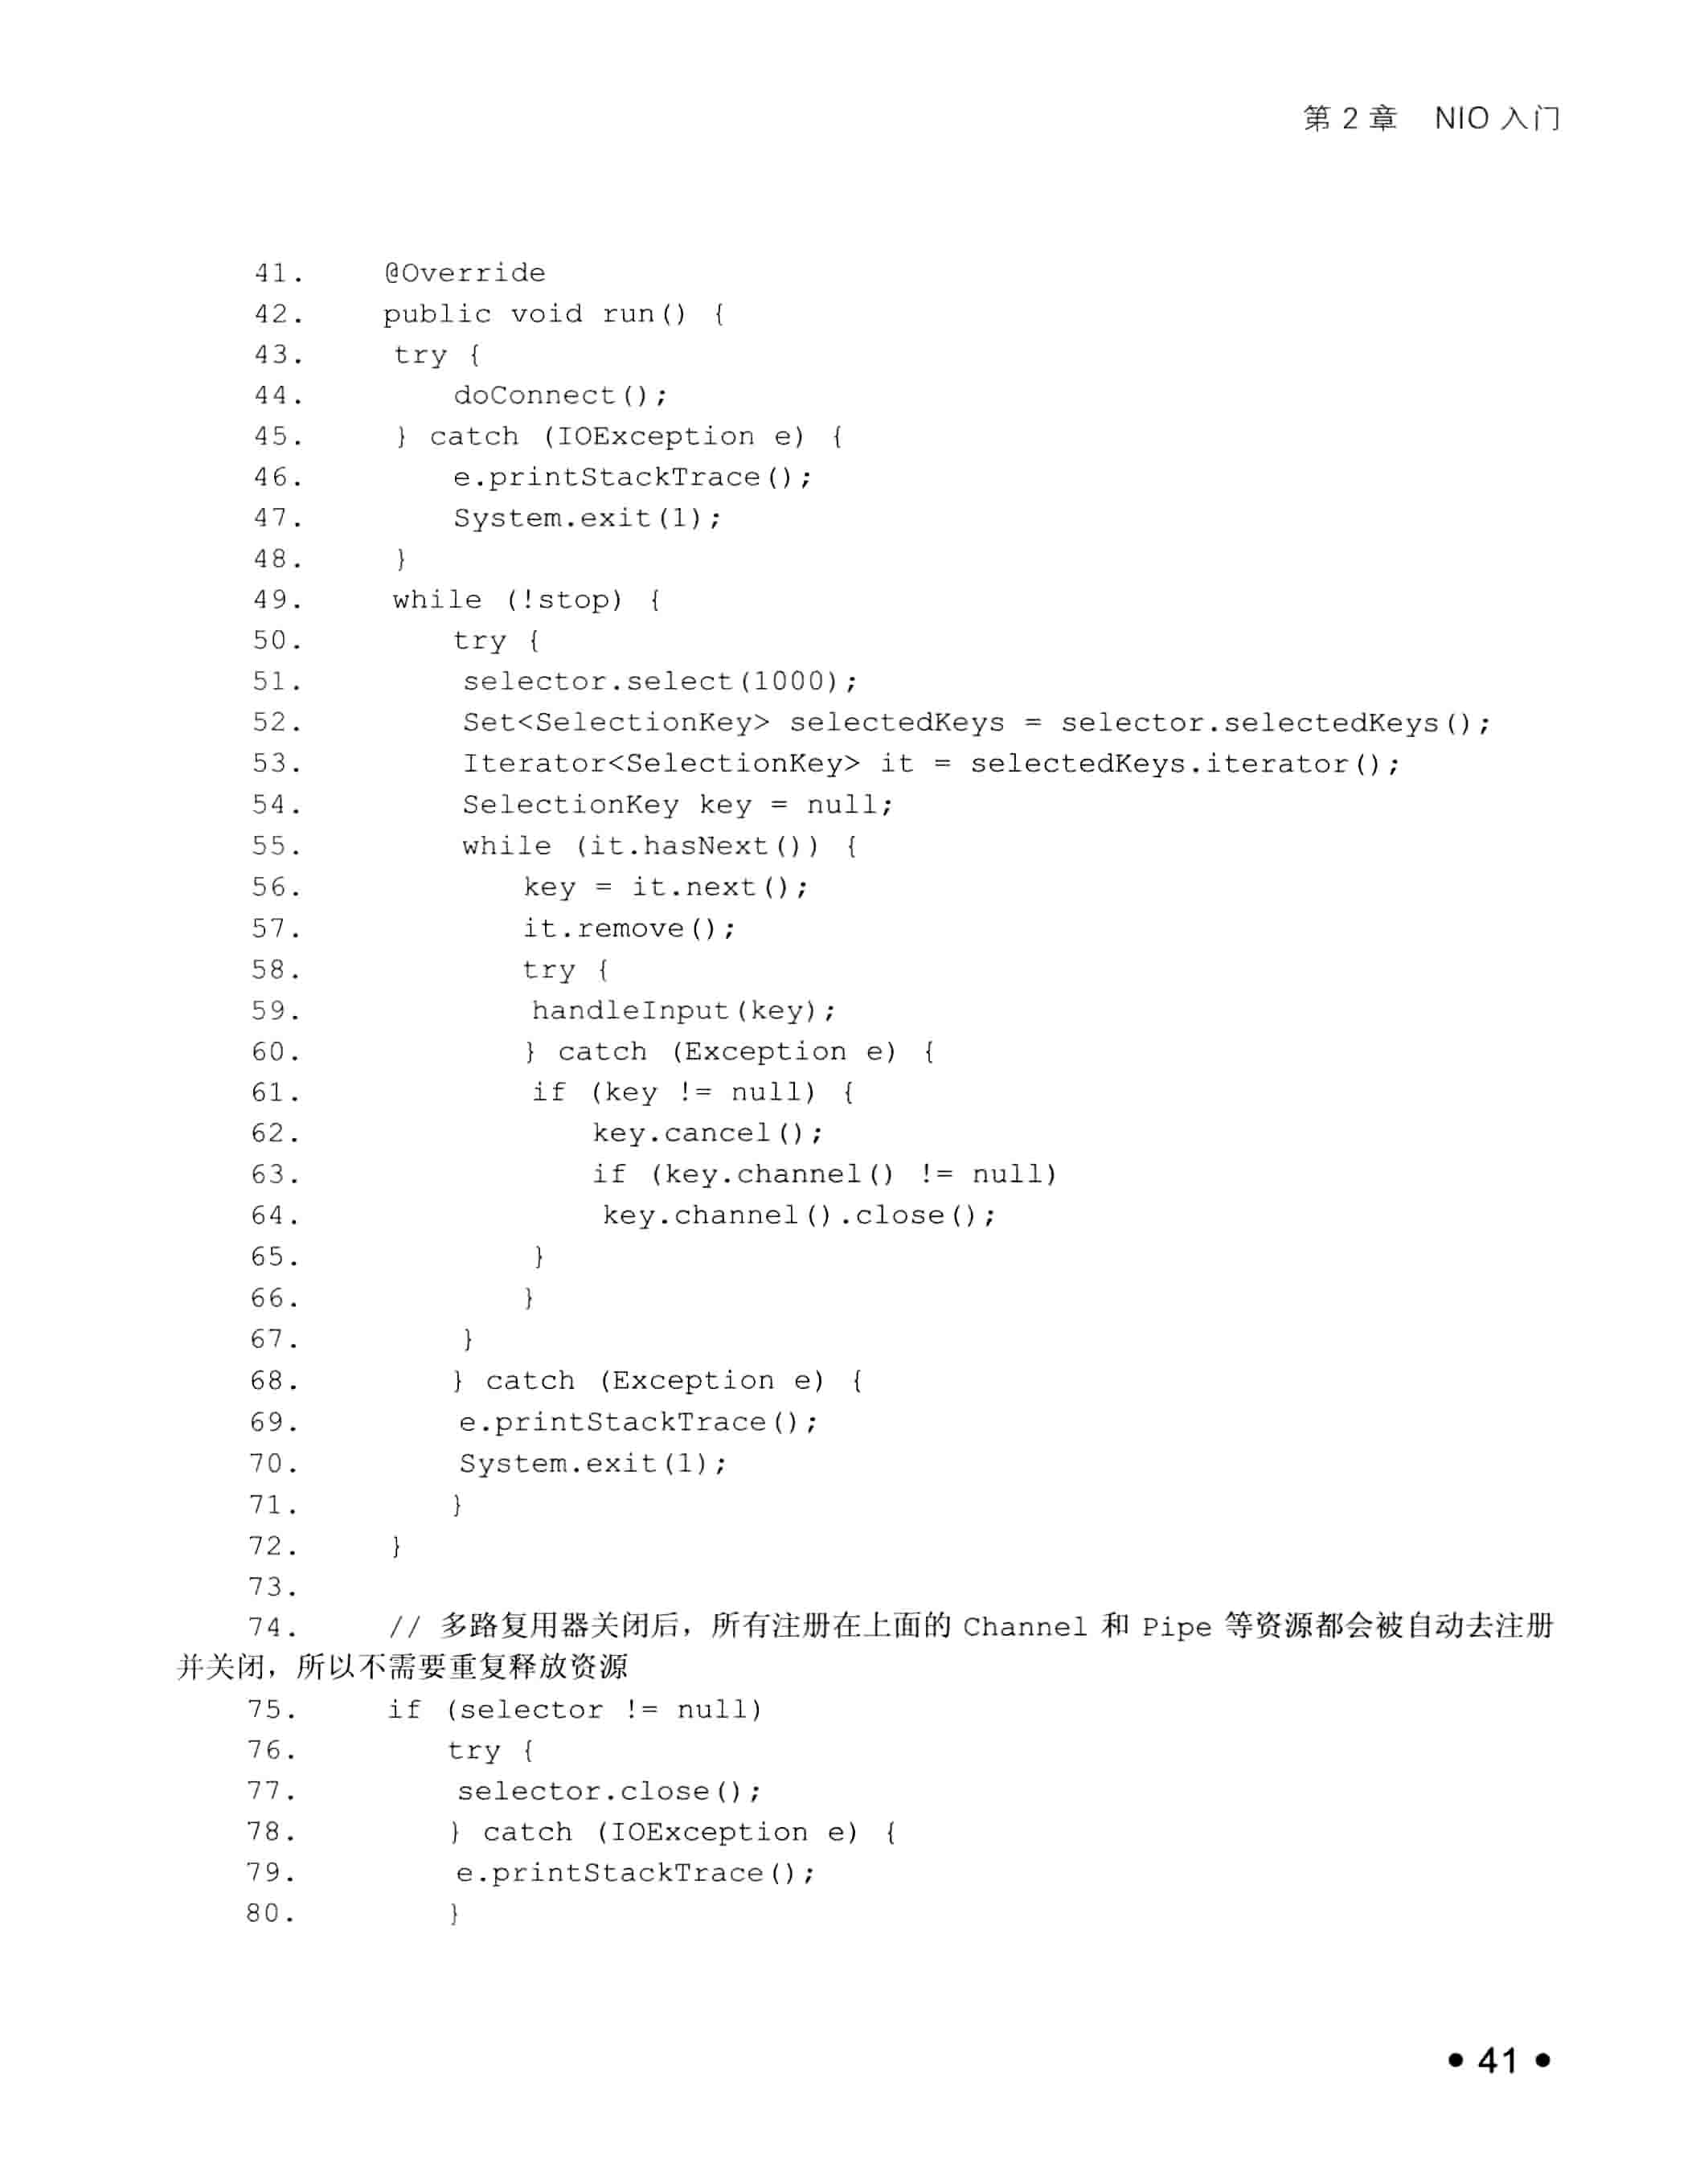 第 2 章　NIO 入门
41.    @Override
42.    public void run() {
43.    try {
44.        doConnect();
45.    } catch (IOException e) {
46.        e.printStackTrace();
47.        System.exit(1);
48.    }
49.    while (!stop) {
50.        try {
51.        selector.select(1000);
52.        Set<SelectionKey> selectedKeys = selector.selectedKeys();
53.        Iterator<SelectionKey> it = selectedKeys.iterator();
54.        SelectionKey key = null;
55.        while (it.hasNext()) {
56.            key = it.next();
57.            it.remove();
58.            try {
59.            handleInput(key);
60.            } catch (Exception e) {
61.            if (key != null) {
62.                key.cancel();
63.                if (key.channel() != null)
64.                key.channel().close();
65.            }
66.            }
67.        }
68.        } catch (Exception e) {
69.        e.printStackTrace();
70.        System.exit(1);
71.        }
72.    }
73.
74.    // 多路复用器关闭后，所有注册在上面的 Channel 和 Pipe 等资源都会被自动去注册
并关闭，所以不需要重复释放资源
75.    if (selector != null)
76.        try {
77.        selector.close();
78.        } catch (IOException e) {
79.        e.printStackTrace();
80.        }
• 41 •